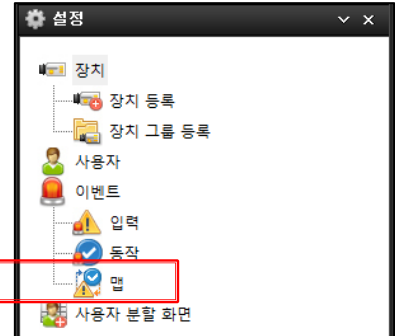 설정
장치
장치 등록
장치 그룹 등록
사용자
이벤트
입력
동작
맵
사용자 분할 화면